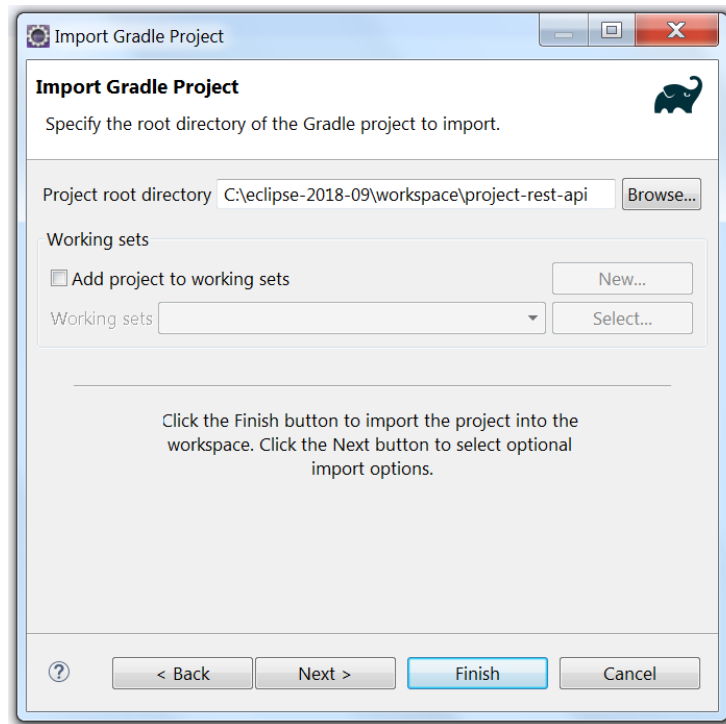 Import Gradle Project
Import Gradle Project
Specify the root directory of the Gradle project to import.
Project root directory C:\eclipse-2018-09\workspace\project-rest-api Browse...
Working sets
Add project to working sets New...
Working sets Select...
Click the Finish button to import the project into the
workspace. Click the Next button to select optional
import options.
? < Back Next > Finish Cancel